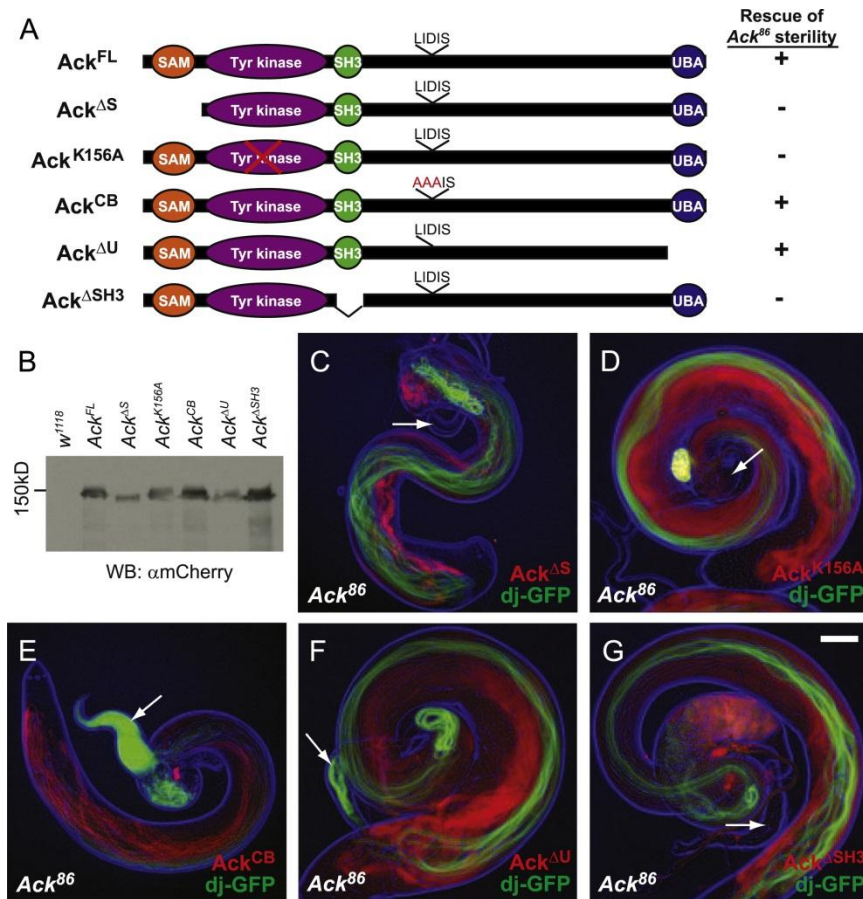 A
Rescue of
Ack86 sterility
LIDIS
AckFL SAM Tyr kinase SH3 UBA +
LIDIS
AckΔS Tyr kinase SH3 UBA -
LIDIS
AckK156A SAM Tyr kinase SH3 UBA -
AAAIS
AckCB SAM Tyr kinase SH3 UBA +
LIDIS
AckΔU SAM Tyr kinase SH3 +
LIDIS
AckΔSH3 SAM Tyr kinase UBA -
B
w1118 AckFL AckΔS AckK156A AckCB AckΔU AckΔSH3
150kD
WB: αmCherry
C
Ack86
AckΔS
dj-GFP
D
Ack86
AckK156A
dj-GFP
E
Ack86
AckCB
dj-GFP
F
Ack86
AckΔU
dj-GFP
G
Ack86
AckΔSH3
dj-GFP